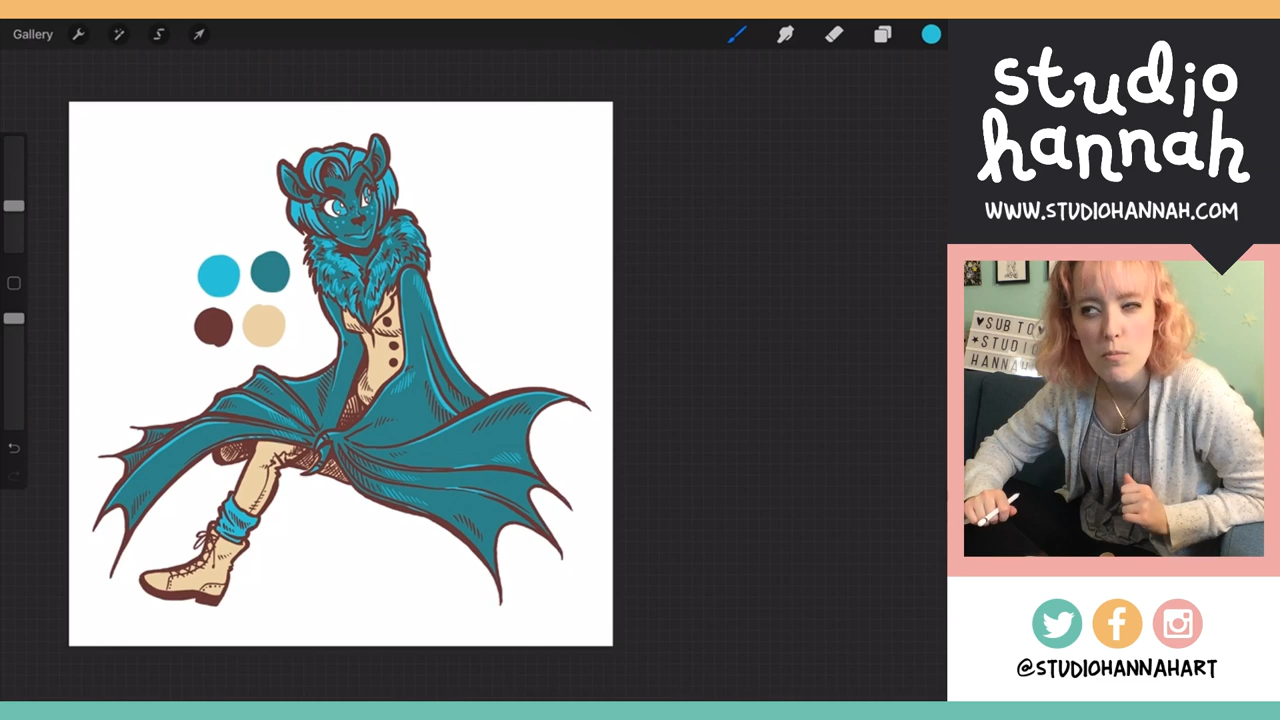 Gallery
studio
hannah
WWW.STUDIOHANNAH.COM
♥SUB TO♥
★STUDIO
HANNAH
@STUDIOHANNAHART